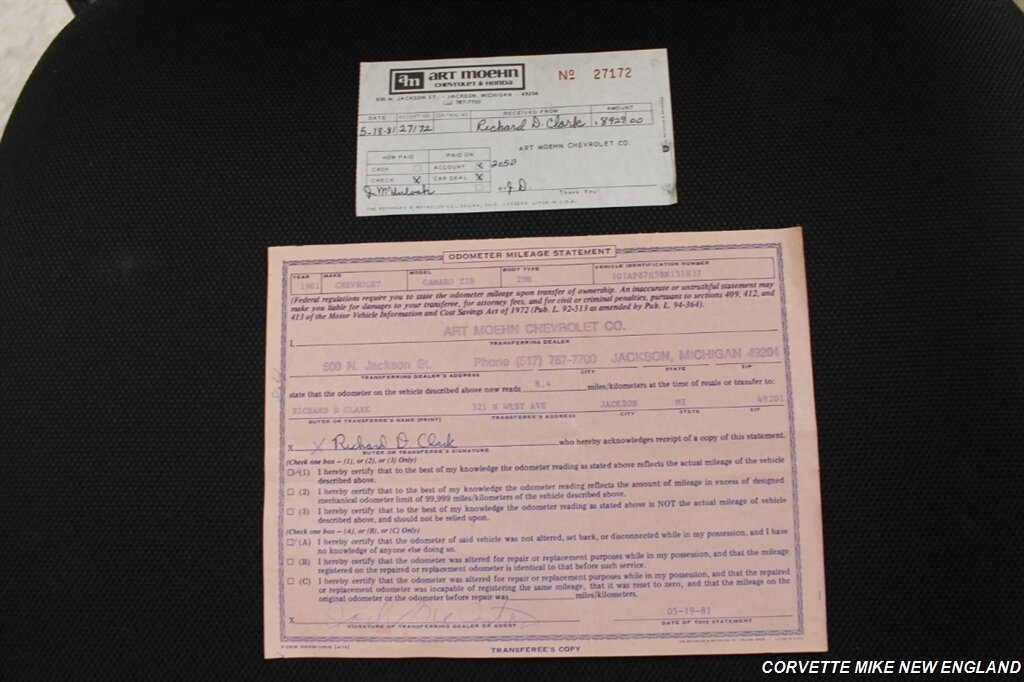 am ART MOEHN
CHEVROLET & HONDA
500 N. JACKSON ST. - JACKSON, MICHIGAN - 49204
787-7700
No 27172
DATE RECEIPT NO. CONTROL NO. RECEIVED FROM AMOUNT
5-18-81 27172 Richard D. Clark 8929 00
ART MOEHN CHEVROLET CO.
HOW PAID PAID ON
CASH ACCOUNT X 2050
CHECK X CAR DEAL X
BY J.D. Thank You!
ODOMETER MILEAGE STATEMENT
YEAR MAKE MODEL BODY TYPE VEHICLE IDENTIFICATION NUMBER
1981 CHEVROLET CAMARO Z28 2DR
(Federal regulations require you to state the odometer mileage upon transfer of ownership. An inaccurate or untruthful statement may
make you liable for damages to your transferee, for attorney fees, and for civil or criminal penalties, pursuant to sections 409, 412, and
413 of the Motor Vehicle Information and Cost Savings Act of 1972 (Pub. L. 92-513 as amended by Pub. L. 94-364).
I, ART MOEHN CHEVROLET CO.
TRANSFERRING DEALER
500 N. Jackson St. Phone (517) 787-7700 JACKSON, MICHIGAN 49204
TRANSFERRING DEALER'S ADDRESS CITY STATE ZIP
state that the odometer on the vehicle described above now reads 8.4 miles/kilometers at the time of resale or transfer to:
RICHARD D CLARK 321 N WEST AVE JACKSON MI 49201
BUYER OR TRANSFEREE'S NAME (PRINT) TRANSFEREE'S ADDRESS CITY STATE ZIP
X X Richard D. Clark who hereby acknowledges receipt of a copy of this statement.
BUYER OR TRANSFEREE'S SIGNATURE
(Check one box - (1), or (2), or (3) Only)
(1) I hereby certify that to the best of my knowledge the odometer reading as stated above reflects the actual mileage of the vehicle
described above.
(2) I hereby certify that to the best of my knowledge the odometer reading reflects the amount of mileage in excess of designed
mechanical odometer limit of 99,999 miles/kilometers of the vehicle described above.
(3) I hereby certify that to the best of my knowledge the odometer reading as stated above is NOT the actual mileage of vehicle
described above, and should not be relied upon.
(Check one box - (A), or (B), or (C) Only)
(A) I hereby certify that the odometer of said vehicle was not altered, set back, or disconnected while in my possession, and I have
no knowledge of anyone else doing so.
(B) I hereby certify that the odometer was altered for repair or replacement purposes while in my possession, and that the mileage
registered on the repaired or replacement odometer is identical to that before such service.
(C) I hereby certify that the odometer was altered for repair or replacement purposes while in my possession, and that the repaired
or replacement odometer was incapable of registering the same mileage, that it was reset to zero, and that the mileage on the
original odometer or the odometer before repair was miles/kilometers.
X 05-19-81
SIGNATURE OF TRANSFERRING DEALER OR AGENT DATE OF THIS STATEMENT
TRANSFEREE'S COPY
CORVETTE MIKE NEW ENGLAND